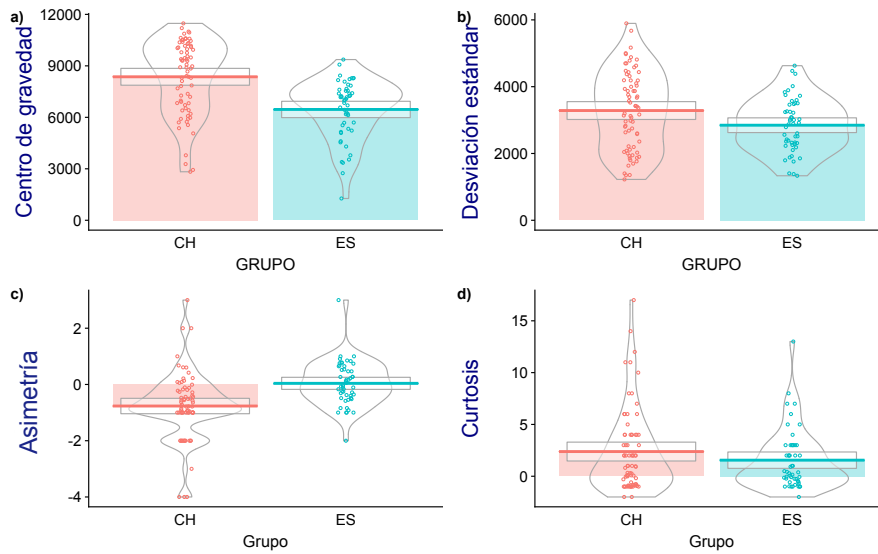 a)
Centro de gravedad
12000
9000
6000
3000
0
CH
ES
GRUPO
b)
Desviación estándar
6000
4000
2000
0
CH
ES
GRUPO
c)
Asimetría
2
0
-2
-4
CH
ES
Grupo
d)
Curtosis
15
10
5
0
CH
ES
Grupo